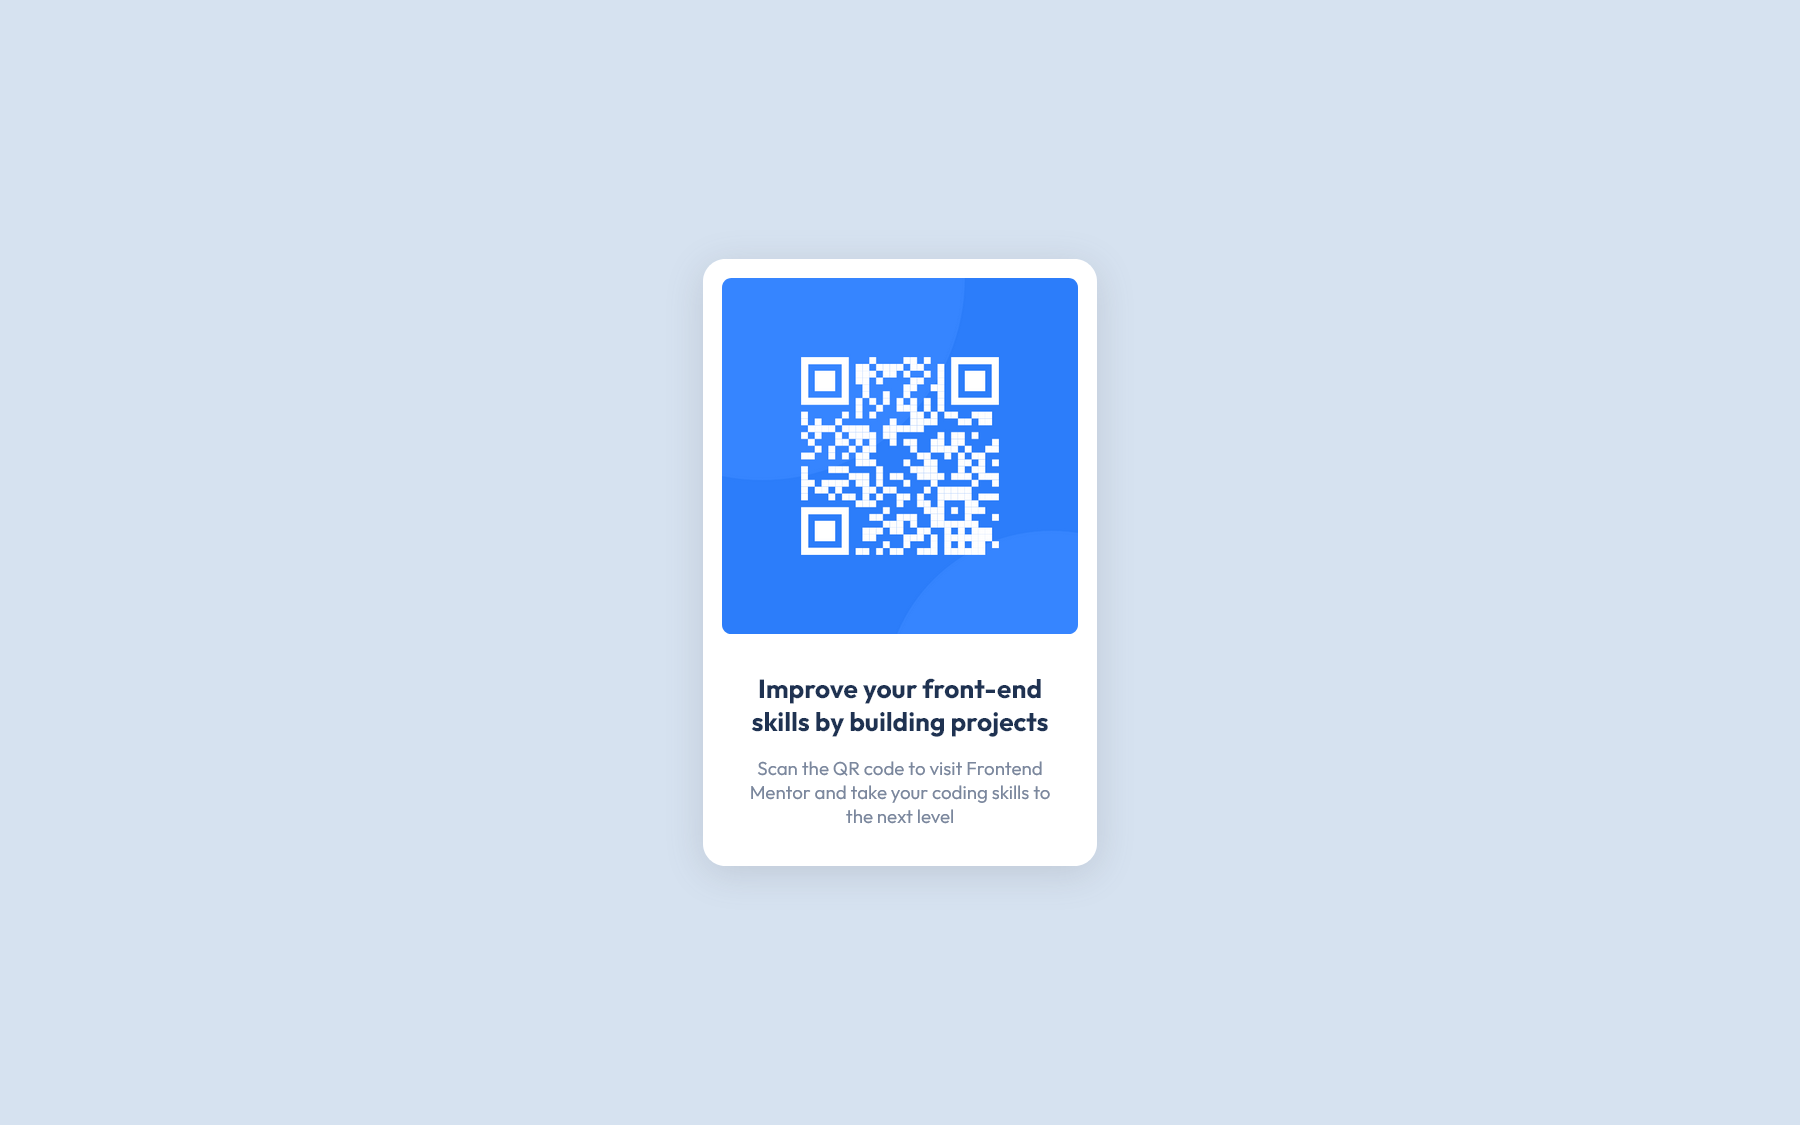 Improve your front-end
skills by building projects
Scan the QR code to visit Frontend
Mentor and take your coding skills to
the next level